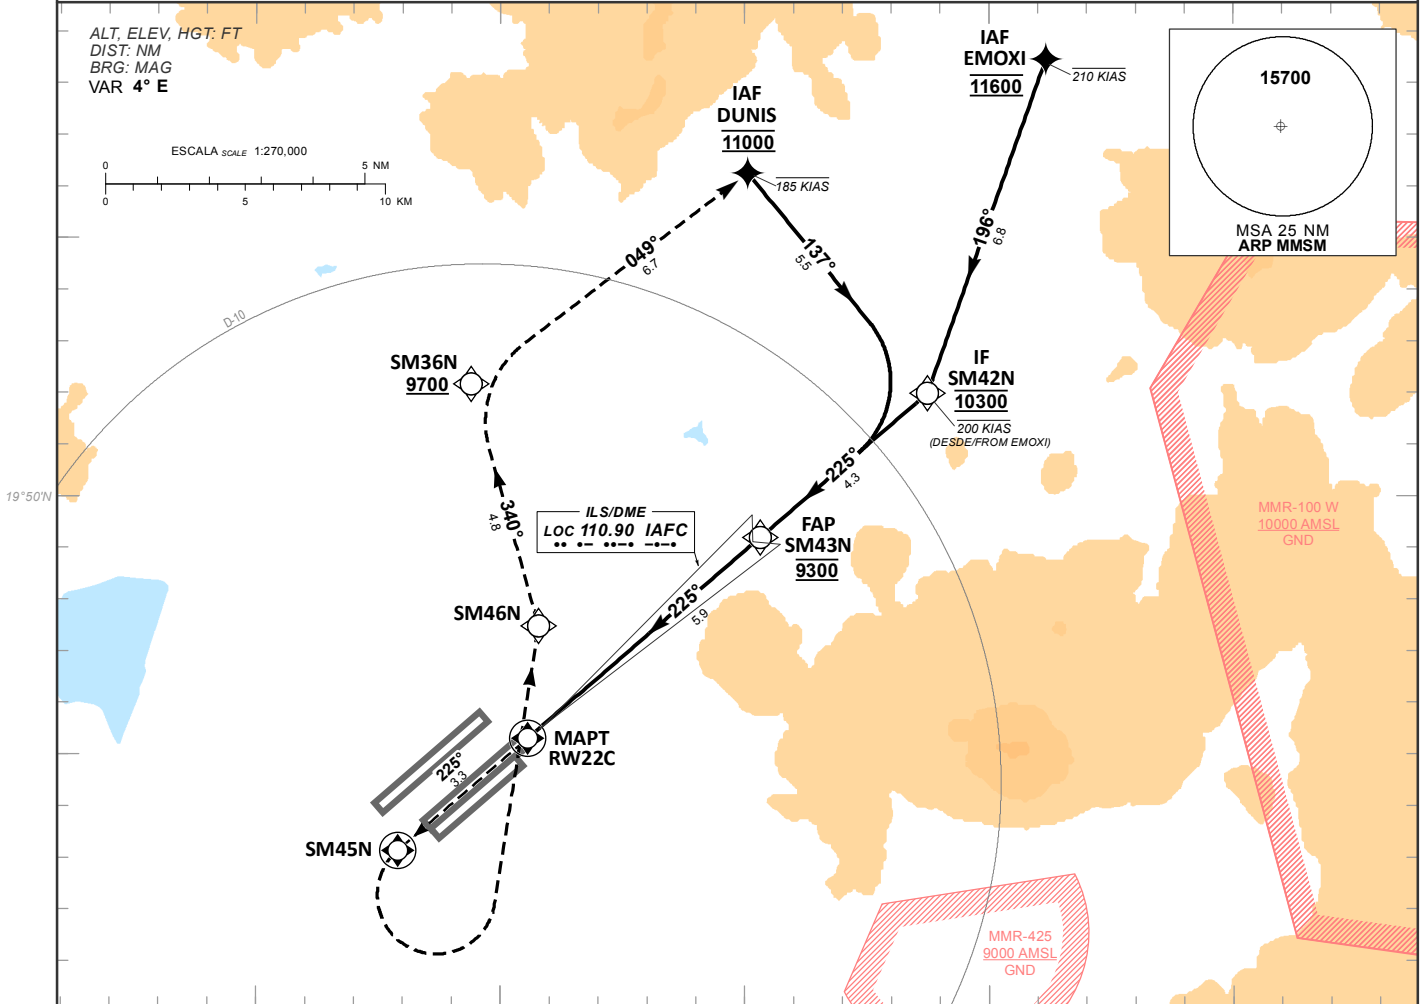 ALT, ELEV, HGT: FT
DIST: NM
BRG: MAG
VAR 4° E
ESCALA SCALE 1:270,000
0 5 NM
0 5 10 KM
IAF
DUNIS
11000
185 KIAS
IAF
EMOXI
11600
210 KIAS
15700
MSA 25 NM
ARP MMSM
049°
6.7
137°
5.5
196°
6.8
D-10
SM36N
9700
IF
SM42N
10300
200 KIAS
(DESDE/FROM EMOXI)
225°
4.3
19°50'N
340°
4.8
ILS/DME
LOC 110.90 IAFC
FAP
SM43N
9300
MMR-100 W
10000 AMSL
GND
225°
5.9
SM46N
MAPT
RW22C
225°
3.3
SM45N
MMR-425
9000 AMSL
GND